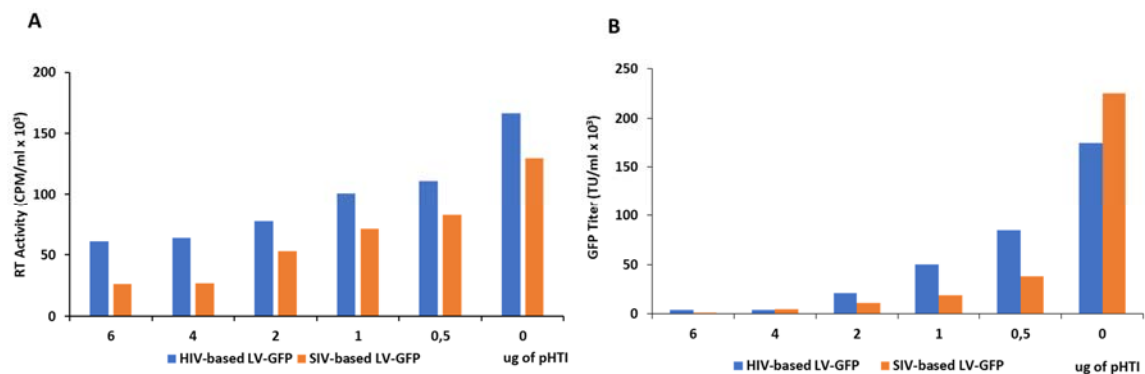 A
RT Activity (CPM/ml x 10³)
200
150
100
50
0
6 4 2 1 0,5 0
HIV-based LV-GFP SIV-based LV-GFP ug of pHTI
B
GFP Titer (TU/ml x 10³)
250
200
150
100
50
0
6 4 2 1 0,5 0
HIV-based LV-GFP SIV-based LV-GFP ug of pHTI